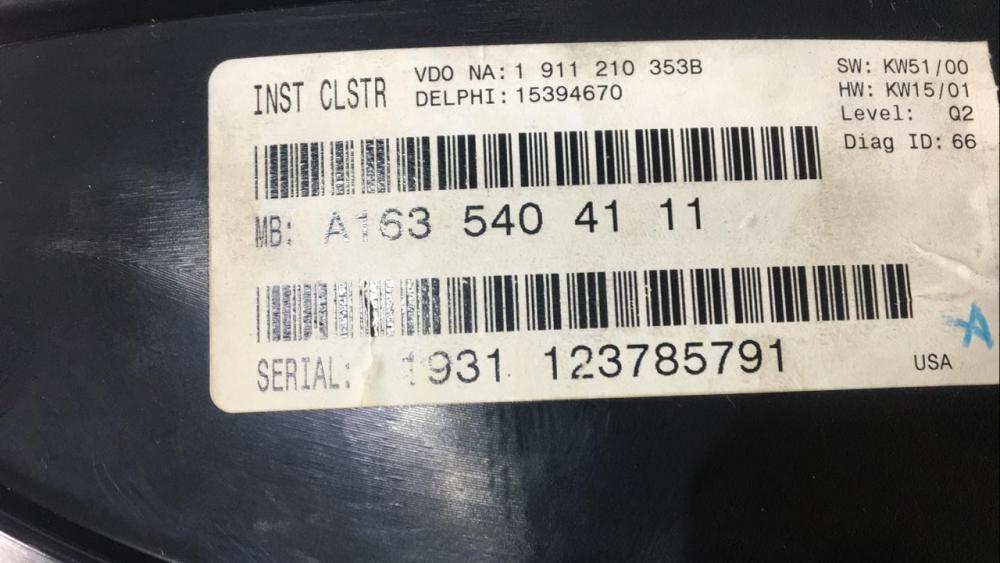 INST CLSTR
VDO NA: 1 911 210 353B
DELPHI: 15394670
SW: KW51/00
HW: KW15/01
Level: Q2
Diag ID: 66
MB: A163 540 41 11
SERIAL: 1931 123785791
USA
A